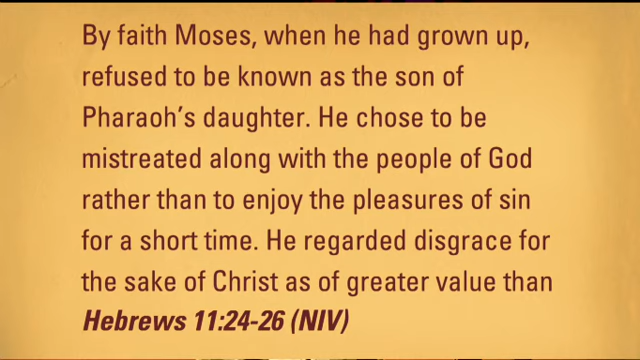 By faith Moses, when he had grown up,
refused to be known as the son of
Pharaoh's daughter. He chose to be
mistreated along with the people of God
rather than to enjoy the pleasures of sin
for a short time. He regarded disgrace for
the sake of Christ as of greater value than
Hebrews 11:24-26 (NIV)